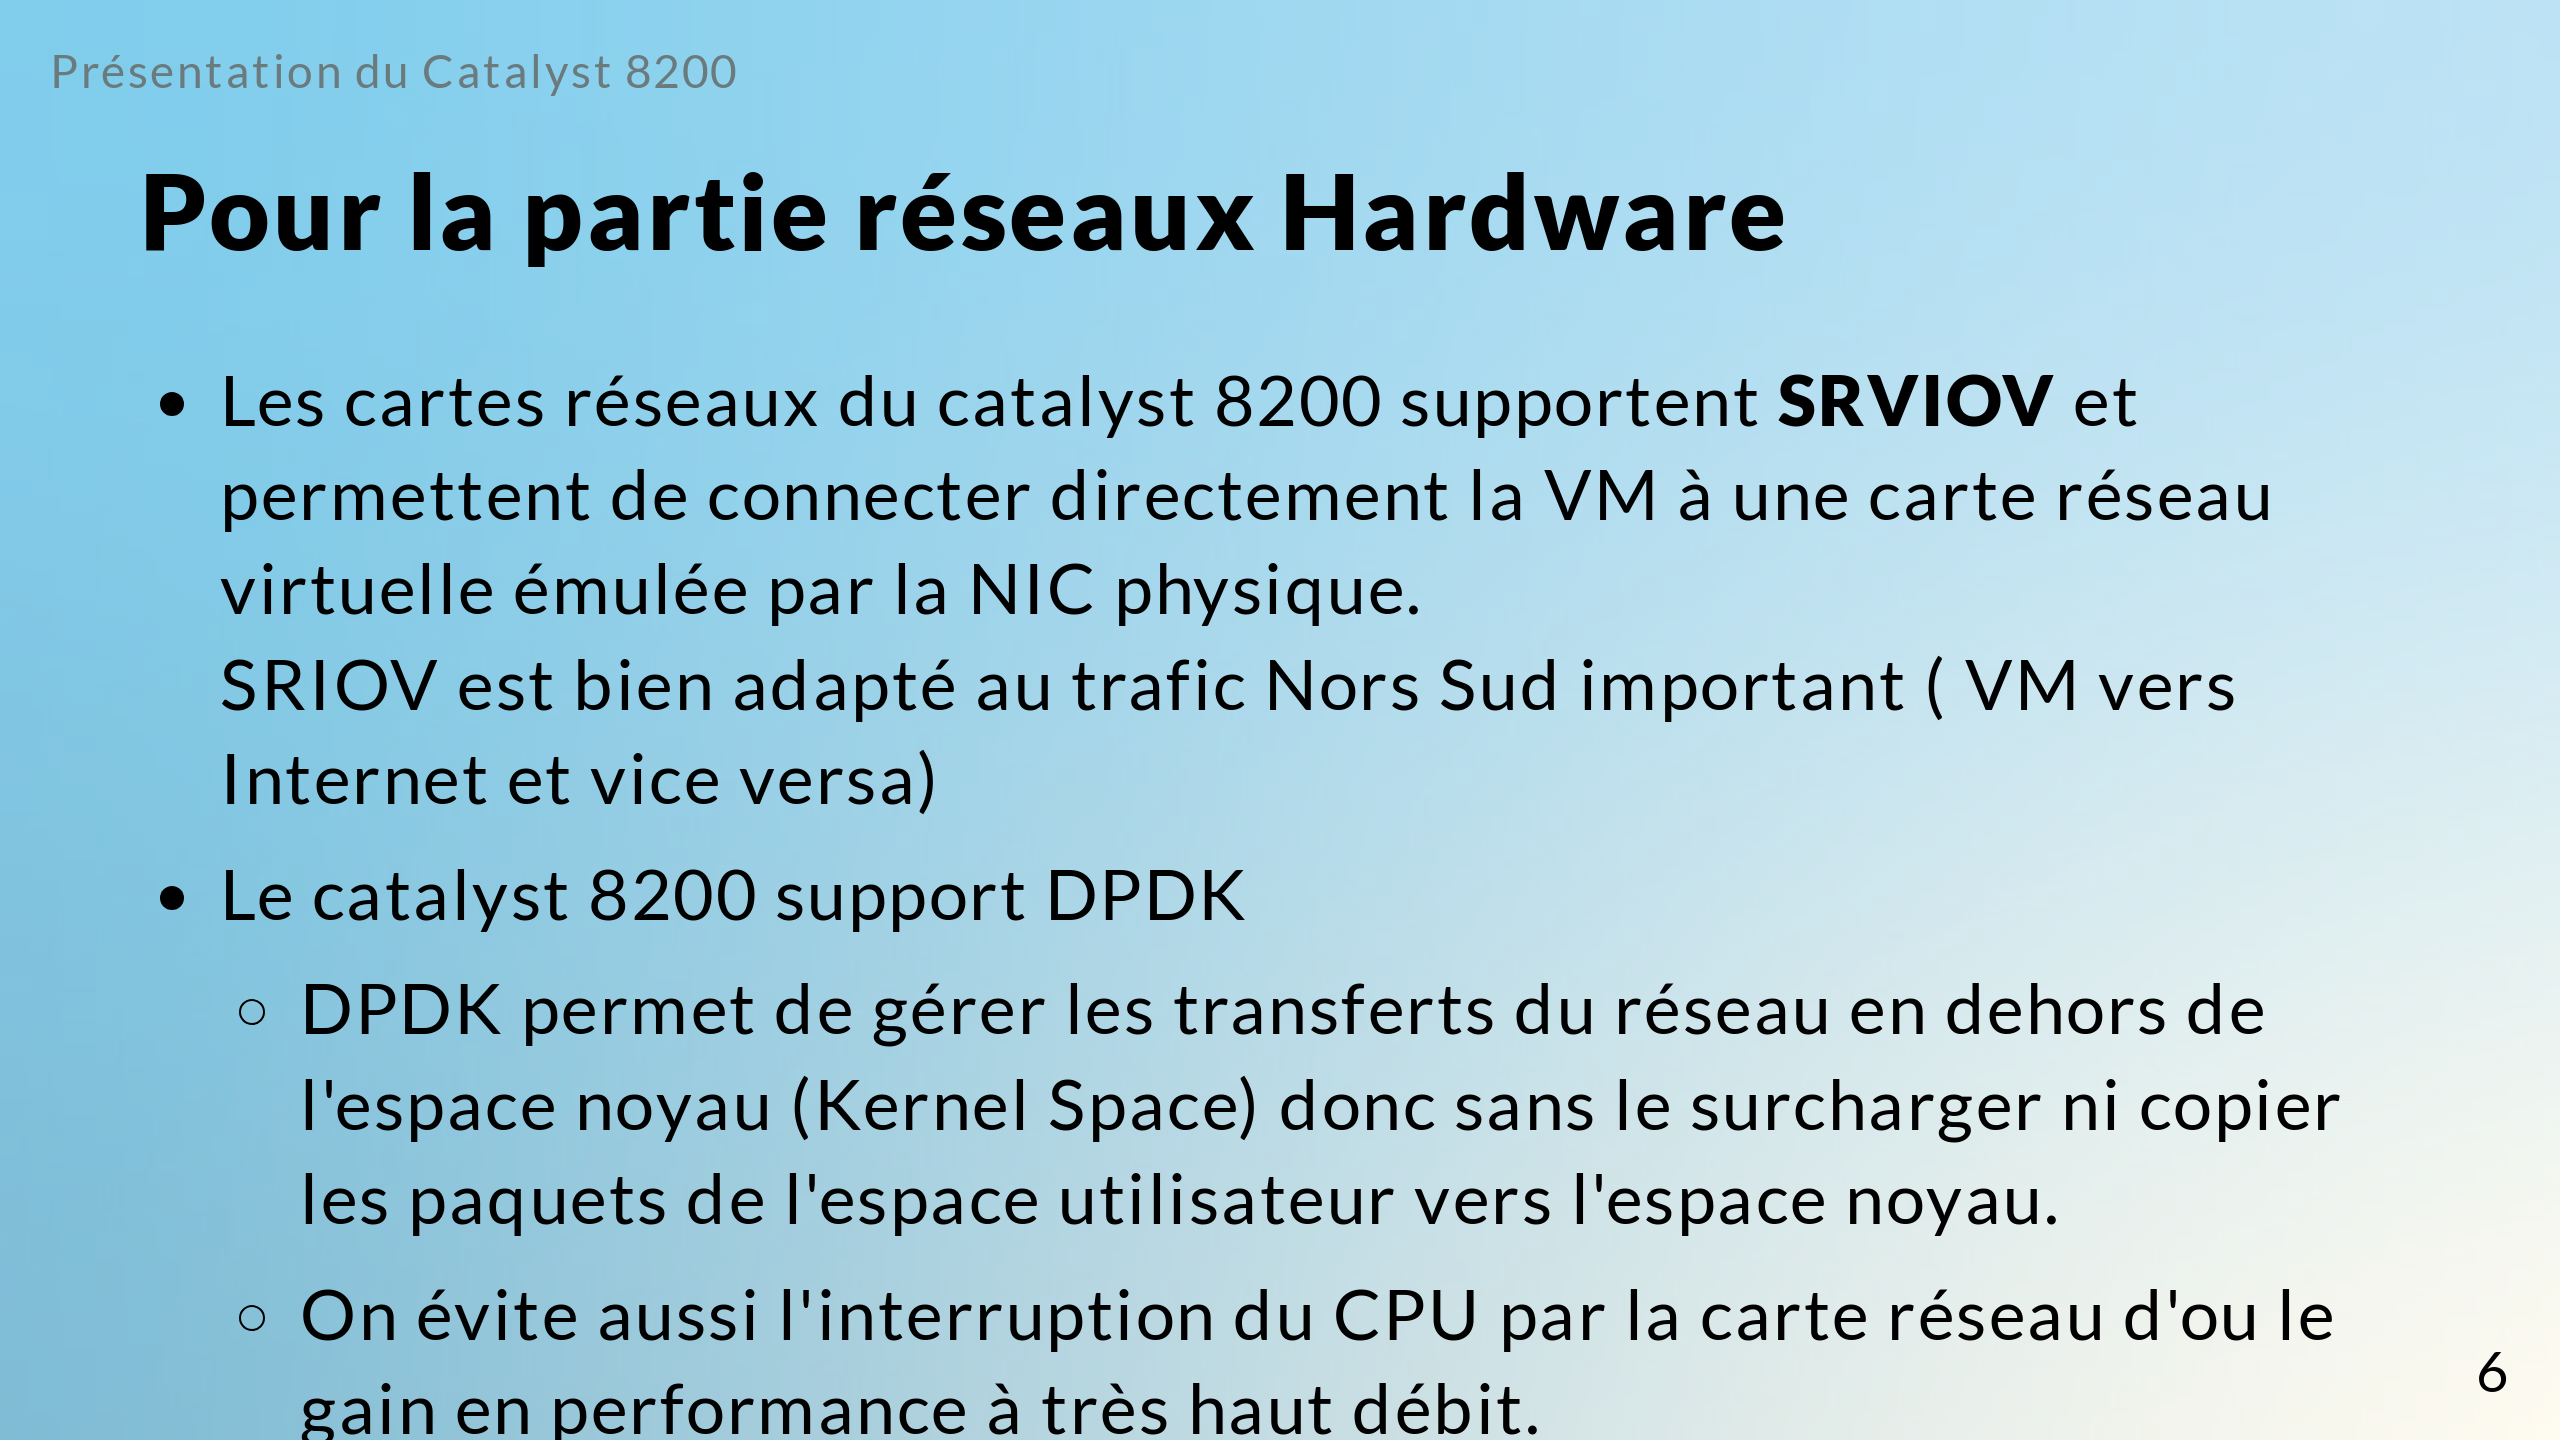 Présentation du Catalyst 8200
Pour la partie réseaux Hardware
• Les cartes réseaux du catalyst 8200 supportent SRVIOV et
permettent de connecter directement la VM à une carte réseau
virtuelle émulée par la NIC physique.
SRIOV est bien adapté au trafic Nors Sud important ( VM vers
Internet et vice versa)
• Le catalyst 8200 support DPDK
○ DPDK permet de gérer les transferts du réseau en dehors de
l'espace noyau (Kernel Space) donc sans le surcharger ni copier
les paquets de l'espace utilisateur vers l'espace noyau.
○ On évite aussi l'interruption du CPU par la carte réseau d'ou le
gain en performance à très haut débit.
6